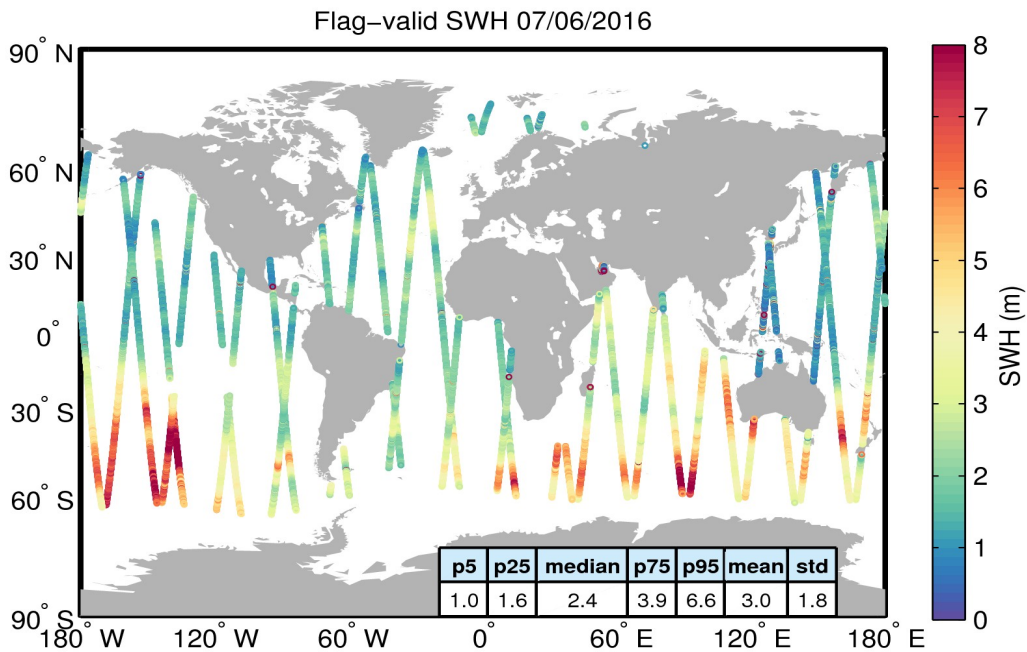 Flag−valid SWH 07/06/2016
90° N
60° N
30° N
0°
30° S
60° S
90° S
180° W
120° W
60° W
0°
60° E
120° E
180° E
p5 p25 median p75 p95 mean std
1.0 1.6 2.4 3.9 6.6 3.0 1.8
8
7
6
5
4
3
2
1
0
SWH (m)